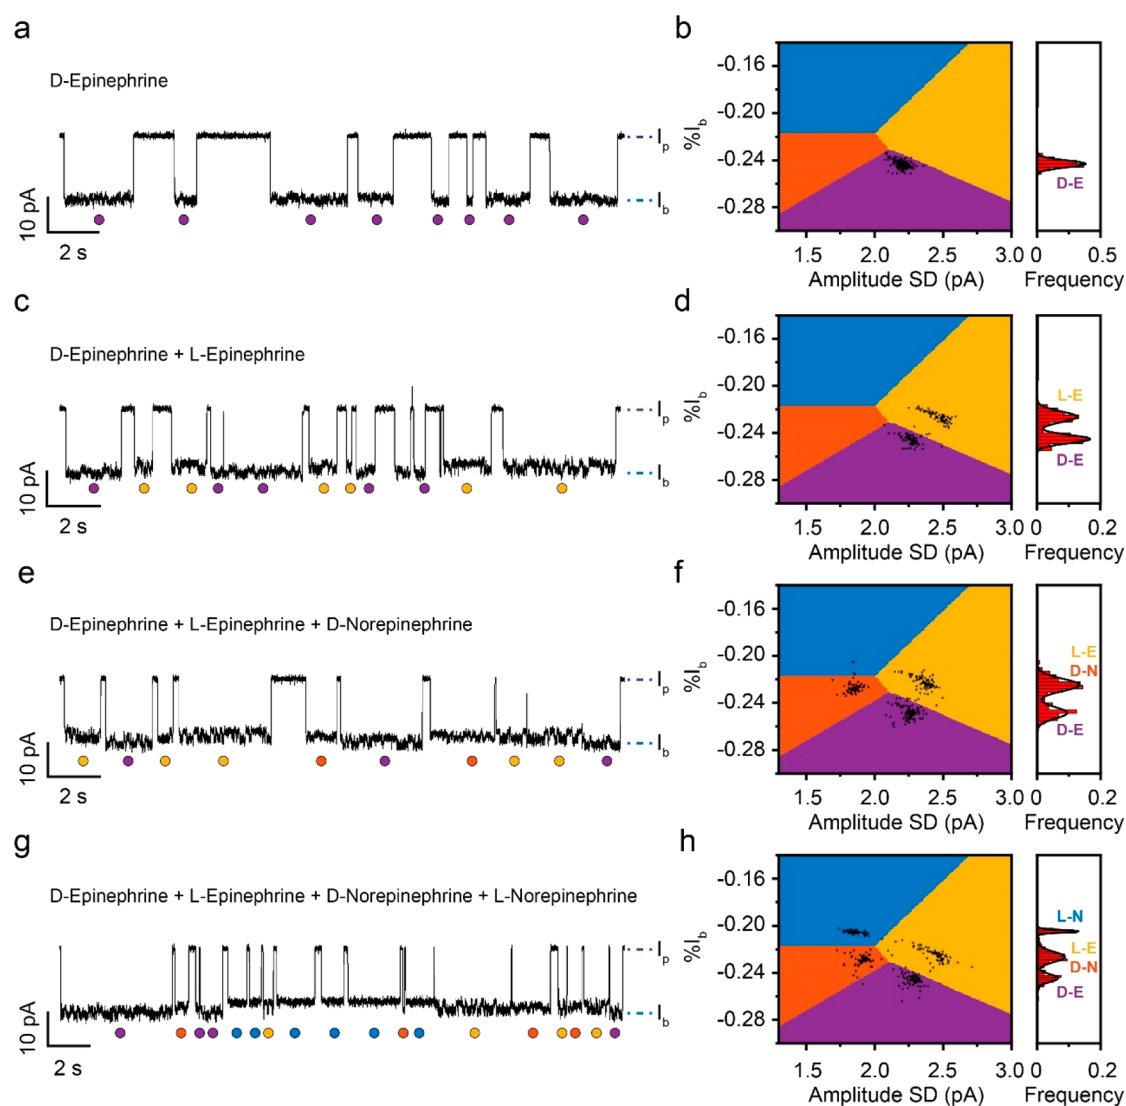 a
D-Epinephrine
Ip
Ib
10 pA
2 s
b
%Ib
-0.16
-0.20
-0.24
-0.28
1.5 2.0 2.5 3.0
Amplitude SD (pA)
D-E
0 0.5
Frequency
c
D-Epinephrine + L-Epinephrine
Ip
Ib
10 pA
2 s
d
%Ib
-0.16
-0.20
-0.24
-0.28
1.5 2.0 2.5 3.0
Amplitude SD (pA)
L-E
D-E
0 0.2
Frequency
e
D-Epinephrine + L-Epinephrine + D-Norepinephrine
Ip
Ib
10 pA
2 s
f
%Ib
-0.16
-0.20
-0.24
-0.28
1.5 2.0 2.5 3.0
Amplitude SD (pA)
L-E
D-N
D-E
0 0.2
Frequency
g
D-Epinephrine + L-Epinephrine + D-Norepinephrine + L-Norepinephrine
Ip
Ib
10 pA
2 s
h
%Ib
-0.16
-0.20
-0.24
-0.28
1.5 2.0 2.5 3.0
Amplitude SD (pA)
L-N
L-E
D-N
D-E
0 0.2
Frequency